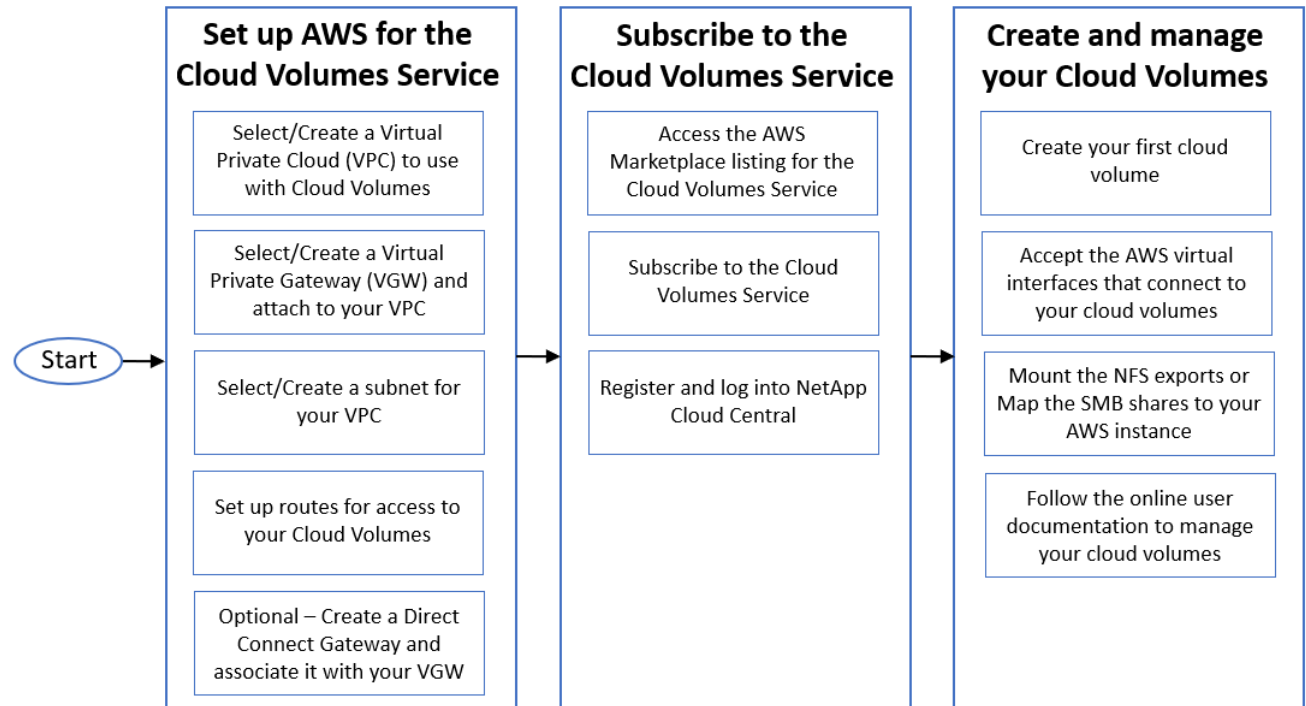 Start
Set up AWS for the
Cloud Volumes Service
Select/Create a Virtual
Private Cloud (VPC) to use
with Cloud Volumes
Select/Create a Virtual
Private Gateway (VGW) and
attach to your VPC
Select/Create a subnet for
your VPC
Set up routes for access to
your Cloud Volumes
Optional – Create a Direct
Connect Gateway and
associate it with your VGW
Subscribe to the
Cloud Volumes Service
Access the AWS
Marketplace listing for the
Cloud Volumes Service
Subscribe to the Cloud
Volumes Service
Register and log into NetApp
Cloud Central
Create and manage
your Cloud Volumes
Create your first cloud
volume
Accept the AWS virtual
interfaces that connect to
your cloud volumes
Mount the NFS exports or
Map the SMB shares to your
AWS instance
Follow the online user
documentation to manage
your cloud volumes